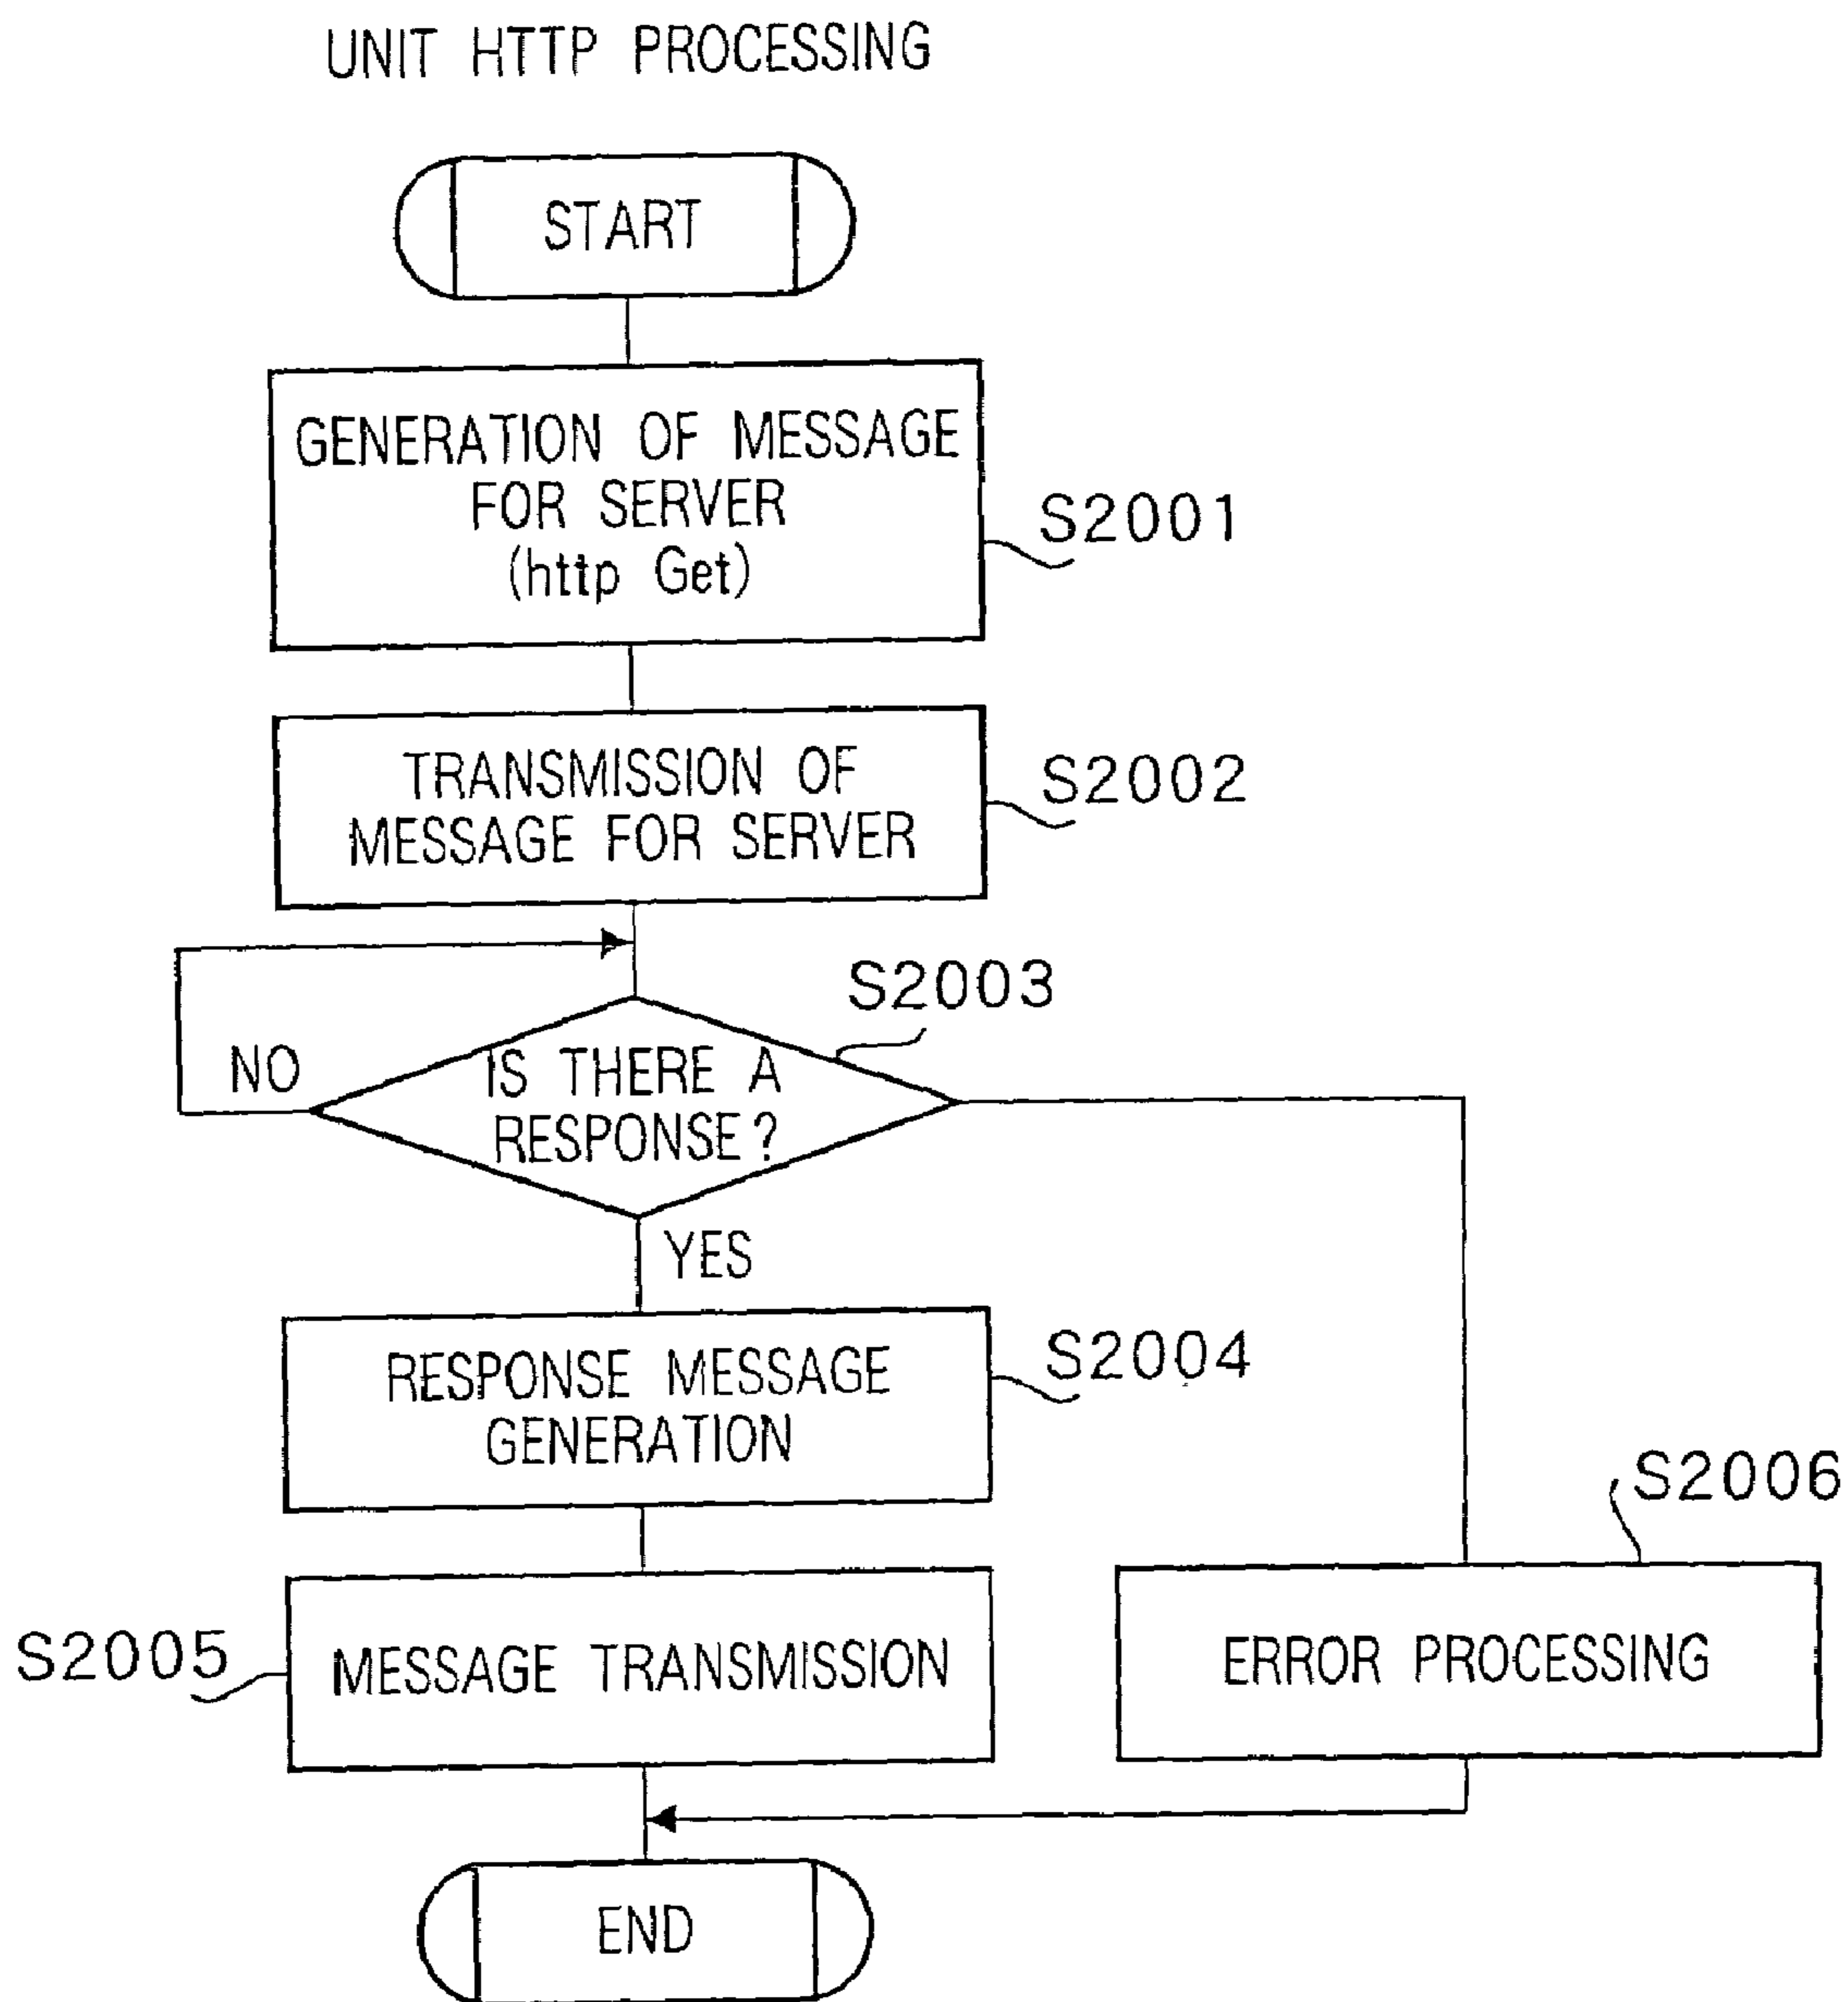 UNIT HTTP PROCESSING
START
GENERATION OF MESSAGE
FOR SERVER
(http Get)
S2001
TRANSMISSION OF
MESSAGE FOR SERVER
S2002
S2003
NO
IS THERE A
RESPONSE?
YES
RESPONSE MESSAGE
GENERATION
S2004
S2006
S2005
MESSAGE TRANSMISSION
ERROR PROCESSING
END